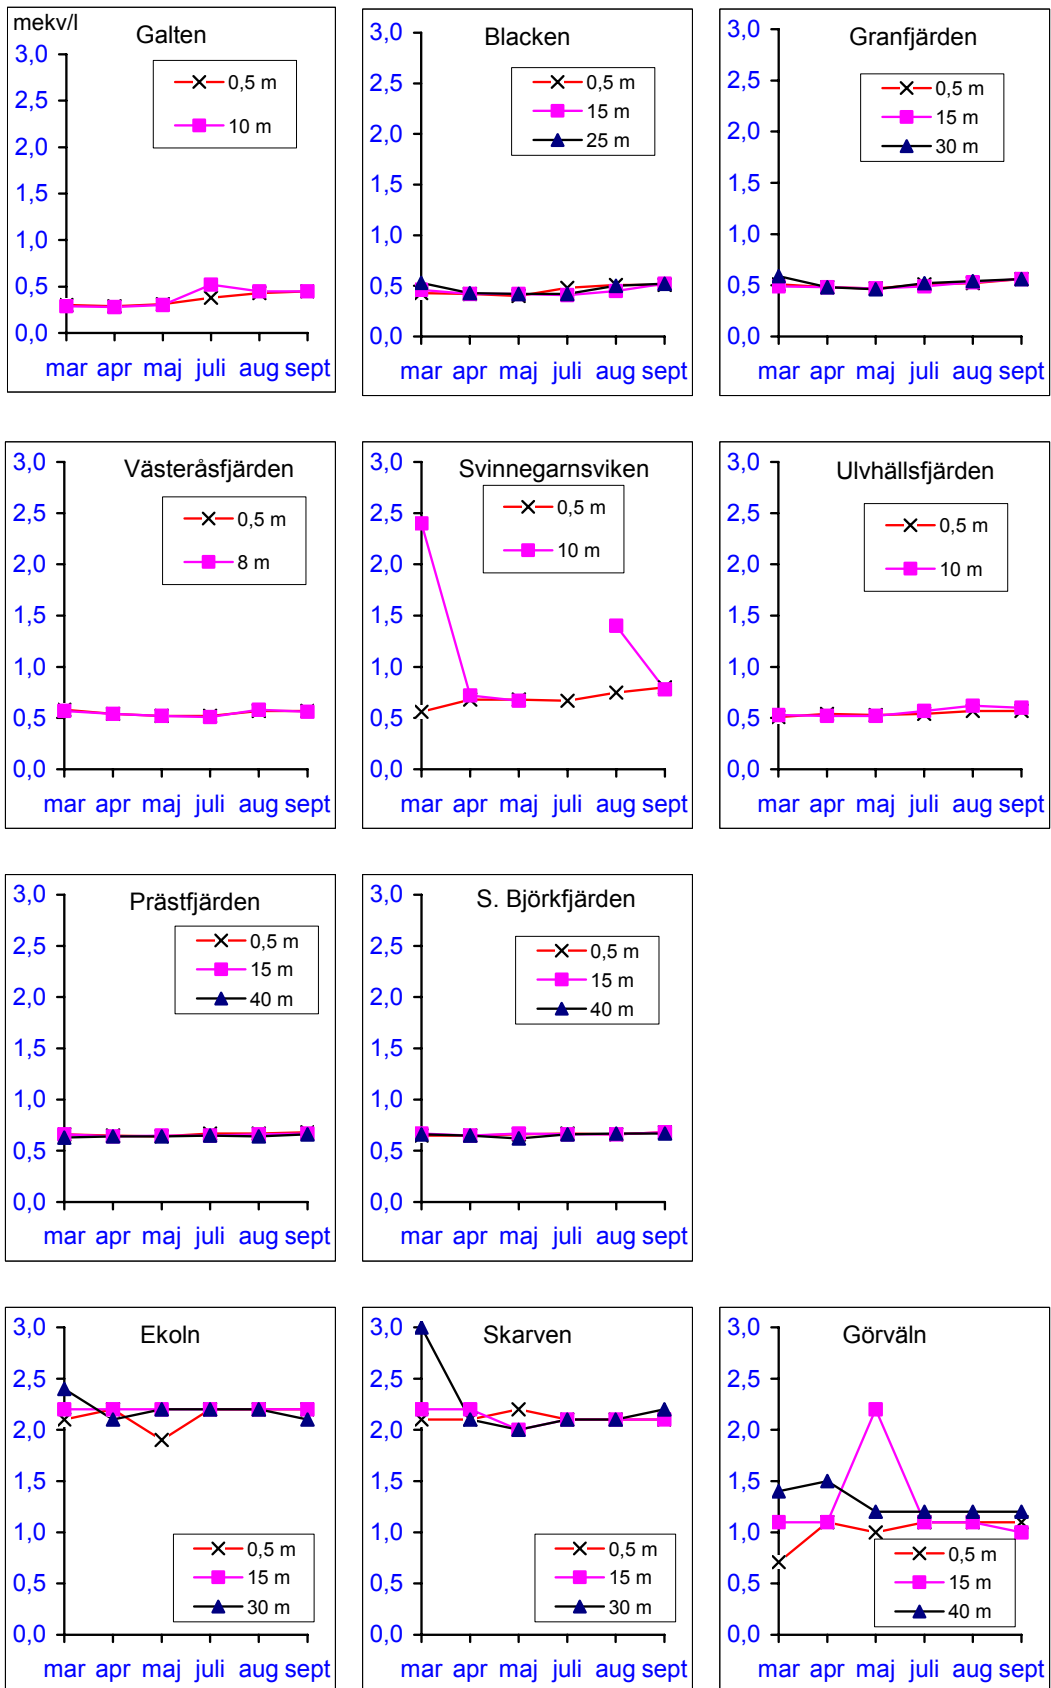 mekv/l
Galten
3,0
2,5
2,0
1,5
1,0
0,5
0,0
0,5 m
10 m
mar apr maj juli aug sept
Blacken
3,0
2,5
2,0
1,5
1,0
0,5
0,0
0,5 m
15 m
25 m
mar apr maj juli aug sept
Granfjärden
3,0
2,5
2,0
1,5
1,0
0,5
0,0
0,5 m
15 m
30 m
mar apr maj juli aug sept
Västeråsfjärden
3,0
2,5
2,0
1,5
1,0
0,5
0,0
0,5 m
8 m
mar apr maj juli aug sept
Svinnegarnsviken
3,0
2,5
2,0
1,5
1,0
0,5
0,0
0,5 m
10 m
mar apr maj juli aug sept
Ulvhällsfjärden
3,0
2,5
2,0
1,5
1,0
0,5
0,0
0,5 m
10 m
mar apr maj juli aug sept
Prästfjärden
3,0
2,5
2,0
1,5
1,0
0,5
0,0
0,5 m
15 m
40 m
mar apr maj juli aug sept
S. Björkfjärden
3,0
2,5
2,0
1,5
1,0
0,5
0,0
0,5 m
15 m
40 m
mar apr maj juli aug sept
Ekoln
3,0
2,5
2,0
1,5
1,0
0,5
0,0
0,5 m
15 m
30 m
mar apr maj juli aug sept
Skarven
3,0
2,5
2,0
1,5
1,0
0,5
0,0
0,5 m
15 m
30 m
mar apr maj juli aug sept
Görväln
3,0
2,5
2,0
1,5
1,0
0,5
0,0
0,5 m
15 m
40 m
mar apr maj juli aug sept